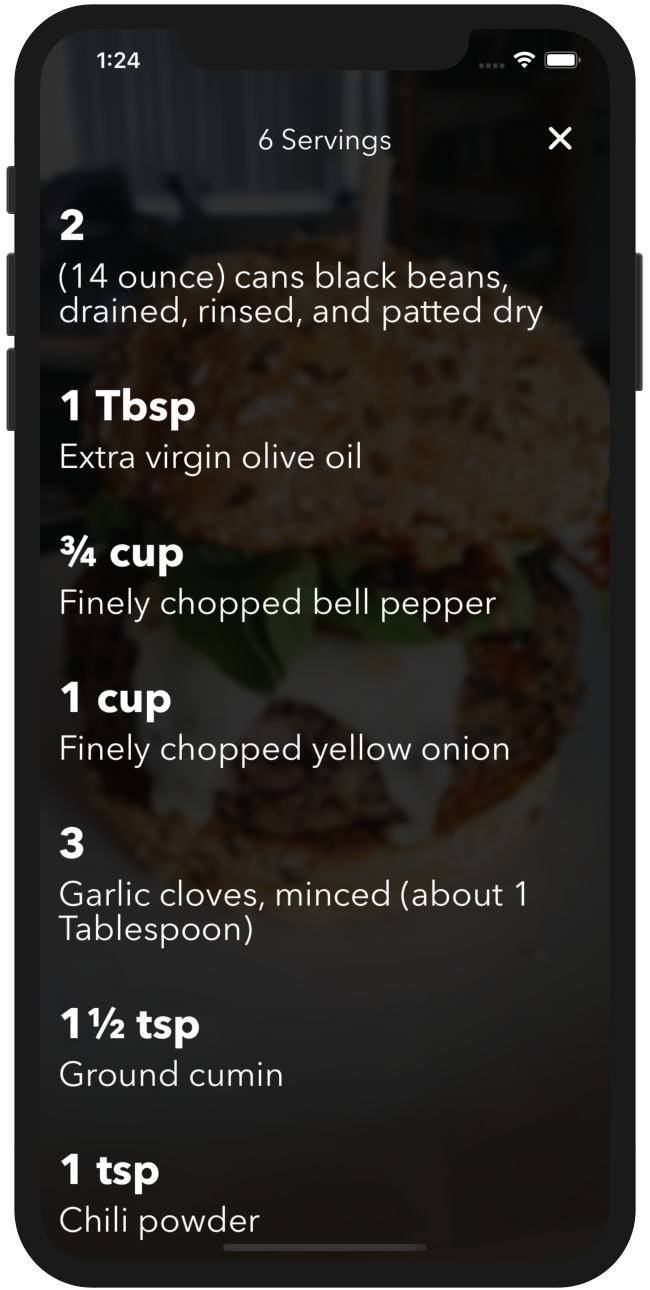 1:24
6 Servings
2
(14 ounce) cans black beans,
drained, rinsed, and patted dry
1 Tbsp
Extra virgin olive oil
¾ cup
Finely chopped bell pepper
1 cup
Finely chopped yellow onion
3
Garlic cloves, minced (about 1
Tablespoon)
1½ tsp
Ground cumin
1 tsp
Chili powder